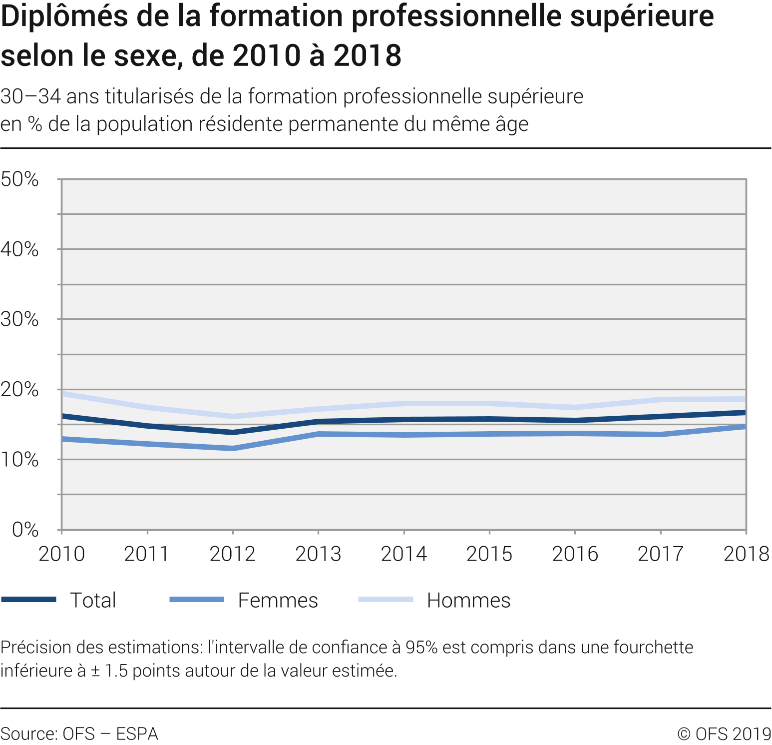 Diplômés de la formation professionnelle supérieure
selon le sexe, de 2010 à 2018
30–34 ans titularisés de la formation professionnelle supérieure
en % de la population résidente permanente du même âge
50%
40%
30%
20%
10%
0%
2010 2011 2012 2013 2014 2015 2016 2017 2018
Total Femmes Hommes
Précision des estimations: l'intervalle de confiance à 95% est compris dans une fourchette
inférieure à ± 1.5 points autour de la valeur estimée.
Source: OFS – ESPA © OFS 2019